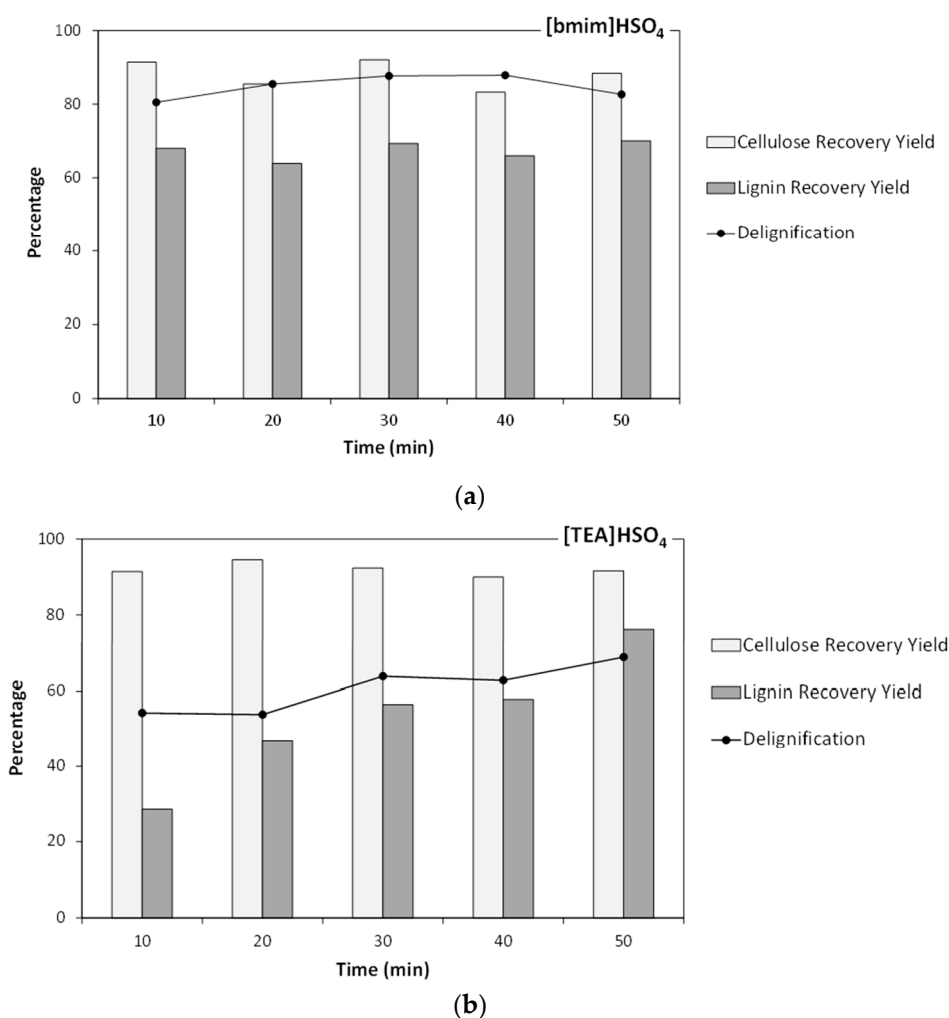 [bmim]HSO₄
100
80
60
40
20
0
Percentage
10 20 30 40 50
Time (min)
Cellulose Recovery Yield
Lignin Recovery Yield
Delignification
(a)
[TEA]HSO₄
100
80
60
40
20
0
Percentage
10 20 30 40 50
Time (min)
Cellulose Recovery Yield
Lignin Recovery Yield
Delignification
(b)